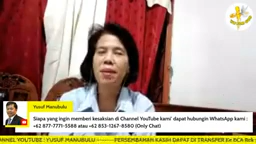 Yusuf Manubulu
Siapa yang ingin memberi kesaksian di Channel YouTube kami' dapat hubungin WhatsApp kami :
+62 877-7771-5588 atau +62 853-1267-8580 (Only Chat)
CHANNEL YOUTUBE : YUSUF MANUBULU ----- PERSEMBAHAN KASIH DAPAT DI TRANSFER Ke BCA